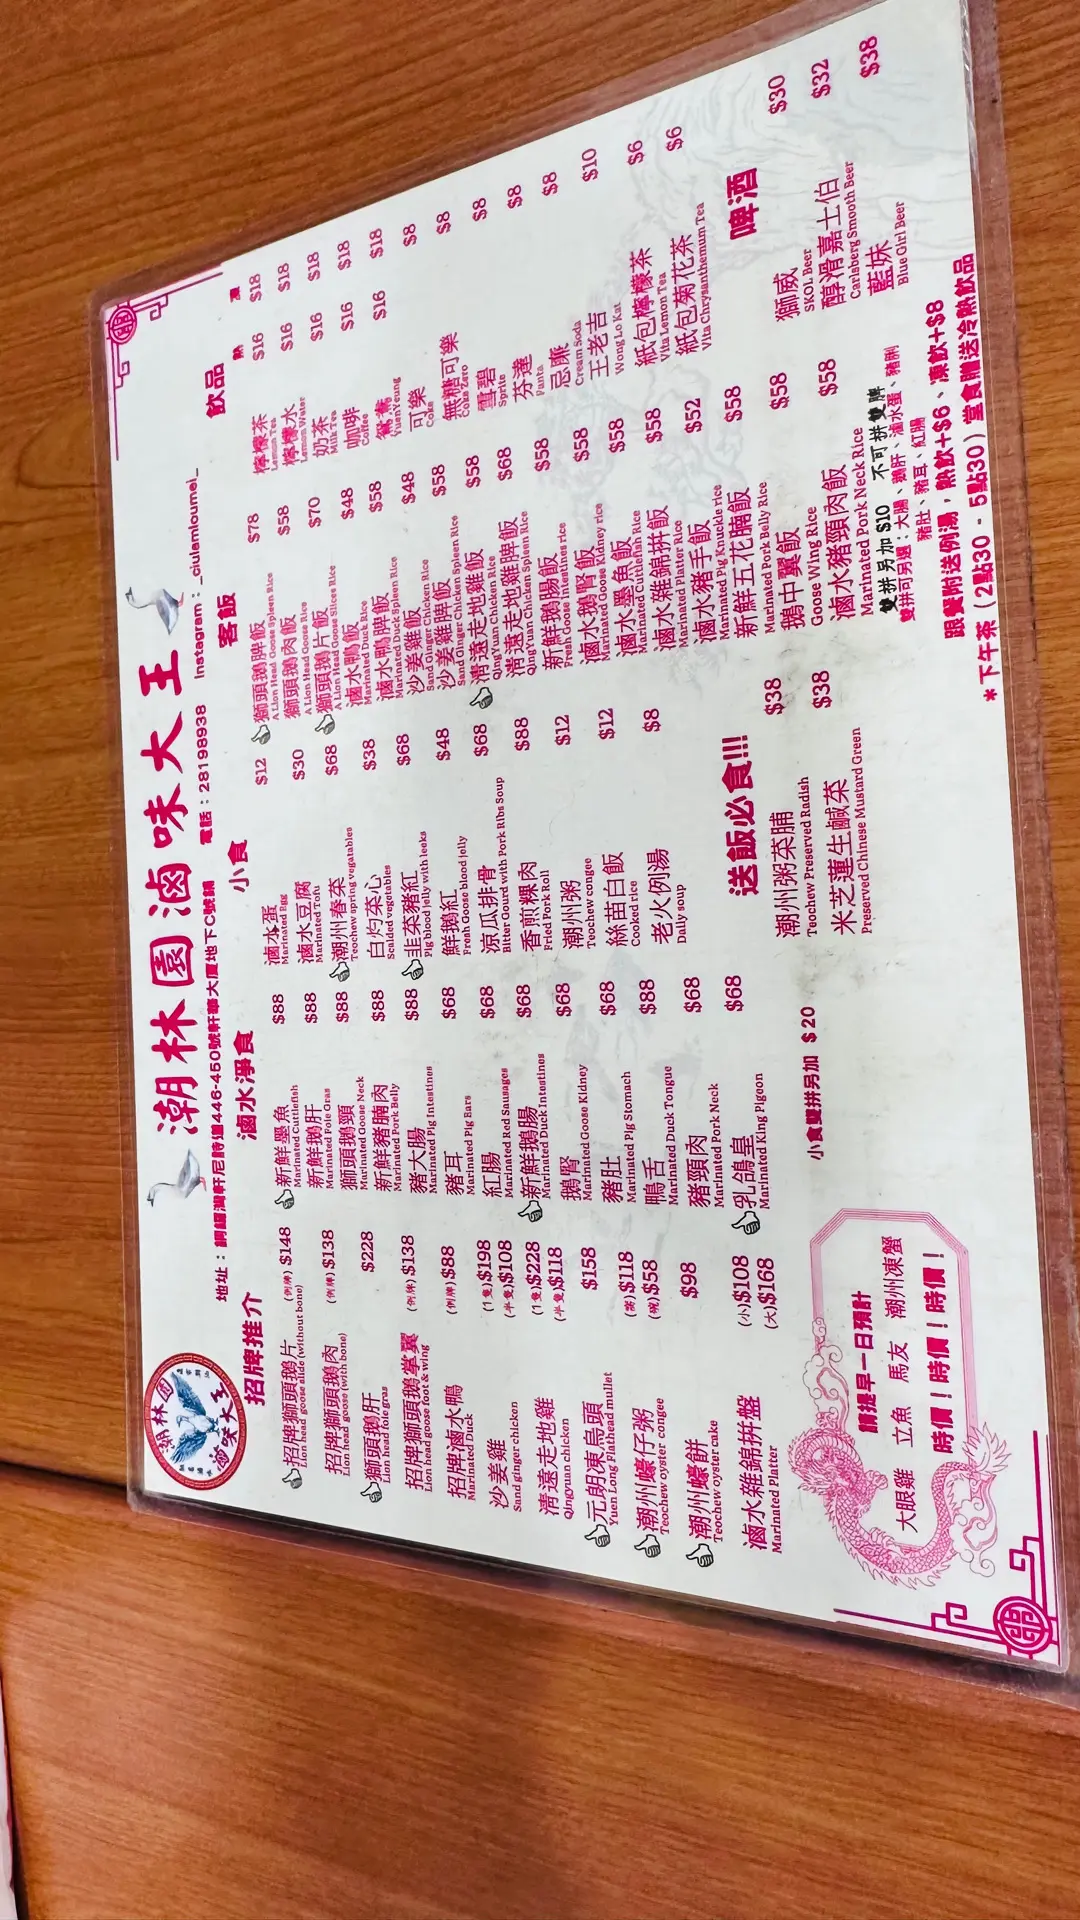 潮林園滷味大王
地址：銅鑼灣軒尼詩道446-450號軒華大廈地下C號舖 電話：28198938 Instagram：_ciulamloumei_
招牌推介
招牌獅頭鵝片 (例牌) $148
Lion head goose slide (without bone)
招牌獅頭鵝肉 (例牌) $138
Lion head goose (with bone)
獅頭鵝肝 $228
Lion head foie gras
招牌獅頭鵝掌翼 (例牌) $138
Lion head goose foot & wing
招牌滷水鴨 (例牌) $88
Marinated Duck
沙姜雞 (1隻) $198
Sand ginger chicken (半隻) $108
清遠走地雞 (1隻) $228
Qingyuan chicken (半隻) $118
元朗凍烏頭 $158
Yuen Long Flathead mullet
潮州蠔仔粥 (窩) $118
Teochew oyster congee (碗) $58
潮州蠔餅 $98
Teochew oyster cake
滷水雜錦拼盤 (小) $108
Marinated Platter (大) $168
請提早一日預訂
大眼雞 立魚 馬友 潮州凍蟹
時價！時價！時價！時價！
滷水淨食
新鮮墨魚 $88
Marinated Cuttlefish
新鮮鵝肝 $88
Marinated Foie Gras
獅頭鵝頸 $88
Marinated Goose Neck
新鮮豬腩肉 $88
Marinated Pork Belly
豬大腸 $88
Marinated Pig Intestines
豬耳 $68
Marinated Pig Ears
紅腸 $68
Marinated Red Sausages
新鮮鵝腸 $68
Marinated Duck Intestines
鵝腎 $68
Marinated Goose Kidney
豬肚 $68
Marinated Pig Stomach
鴨舌 $88
Marinated Duck Tongue
豬頸肉 $68
Marinated Pork Neck
乳鴿皇 $68
Marinated King Pigeon
小食雙拼另加 $20
小食
滷水蛋 $12
Marinated Egg
滷水豆腐 $30
Marinated Tofu
潮州春菜 $68
Teochew spring vegatables
白灼菜心 $38
Scaled vegetables
韭菜豬紅 $68
Pig blood jelly with leeks
鮮鵝紅 $48
Fresh Goose blood jelly
涼瓜排骨 $68
Bitter Gourd with Pork Ribs Soup
香煎粿肉 $88
Fried Pork Roll
潮州粥 $12
Teochew congee
絲苗白飯 $12
Cooked rice
老火例湯 $8
Daily soup
送飯必食!!!
潮州粥菜脯 $38
Teochew Preserved Radish
米芝蓮生鹹菜 $38
Preserved Chinese Mustard Green
客飯
獅頭鵝髀飯 $78
A Lion Head Goose Spleen Rice
獅頭鵝肉飯 $58
A Lion Head Goose Rice
獅頭鵝片飯 $70
A Lion Head Goose Slices Rice
滷水鴨飯 $48
Marinated Duck Rice
滷水鴨髀飯 $58
Marinated Duck Spleen Rice
沙姜雞飯 $48
Sand Ginger Chicken Rice
沙姜雞髀飯 $58
Sand Ginger Chicken Spleen Rice
清遠走地雞飯 $58
QingYuan Chicken Rice
清遠走地雞髀飯 $68
QingYuan Chicken Spleen Rice
新鮮鵝腸飯 $58
Fresh Goose Intestines rice
滷水鵝腎飯 $58
Marinated Goose Kidney rice
滷水墨魚飯 $58
Marinated Cuttlefish Rice
滷水雜錦拼飯 $58
Marinated Platter Rice
滷水豬手飯 $52
Marinated Pig Knuckle rice
新鮮五花腩飯 $58
Marinated Pork Belly Rice
鵝中翼飯 $58
Goose Wing Rice
滷水豬頸肉飯 $58
Marinated Pork Neck Rice
雙拼另加$10 不可拼雙髀
雙拼可另選：大腸、鵝肝、滷水蛋、豬脷
豬肚、豬耳、紅腸
跟餐附送例湯，熱飲+$6、凍飲+$8
*下午茶（2點30 - 5點30）堂食贈送冷熱飲品
飲品
熱 凍
檸檬茶 $16 $18
Lemon Tea
檸檬水 $16 $18
Lemon Water
奶茶 $16 $18
Milk Tea
咖啡 $16 $18
Coffee
鴛鴦 $16 $18
YuenYeung
可樂 $8
Coke
無糖可樂 $8
Coke Zero
雪碧 $8
Sprite
芬達 $8
Fanta
忌廉 $8
Cream Soda
王老吉 $10
Wong Lo Kat
紙包檸檬茶 $6
Vita Lemon Tea
紙包菊花茶 $6
Vita Chrysanthemum Tea
啤酒
獅威 $30
SKOL Beer
醇滑嘉士伯 $32
Carlsberg Smooth Beer
藍妹 $38
Blue Girl Beer